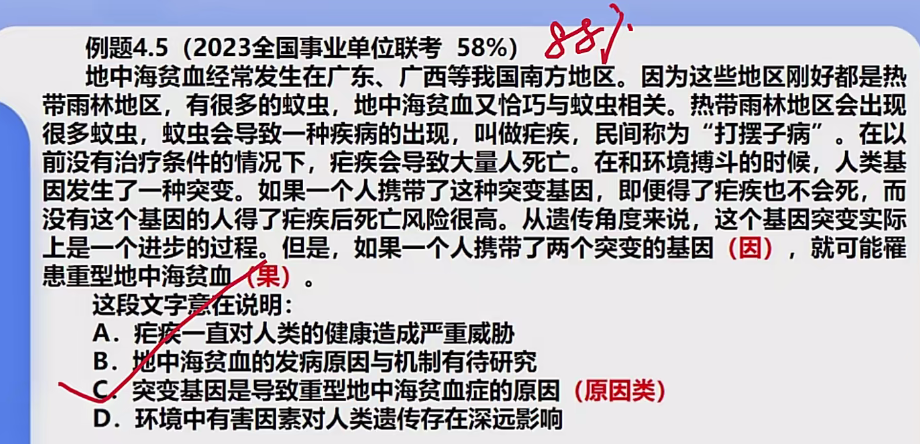 例题4.5（2023全国事业单位联考 58%） 88%
地中海贫血经常发生在广东、广西等我国南方地区。因为这些地区刚好都是热
带雨林地区，有很多的蚊虫，地中海贫血又恰巧与蚊虫相关。热带雨林地区会出现
很多蚊虫，蚊虫会导致一种疾病的出现，叫做疟疾，民间称为“打摆子病”。在以
前没有治疗条件的情况下，疟疾会导致大量人死亡。在和环境搏斗的时候，人类基
因发生了一种突变。如果一个人携带了这种突变基因，即便得了疟疾也不会死，而
没有这个基因的人得了疟疾后死亡风险很高。从遗传角度来说，这个基因突变实际
上是一个进步的过程。但是，如果一个人携带了两个突变的基因（因），就可能罹
患重型地中海贫血（果）。
这段文字意在说明：
A．疟疾一直对人类的健康造成严重威胁
B．地中海贫血的发病原因与机制有待研究
C．突变基因是导致重型地中海贫血症的原因（原因类）
D．环境中有害因素对人类遗传存在深远影响